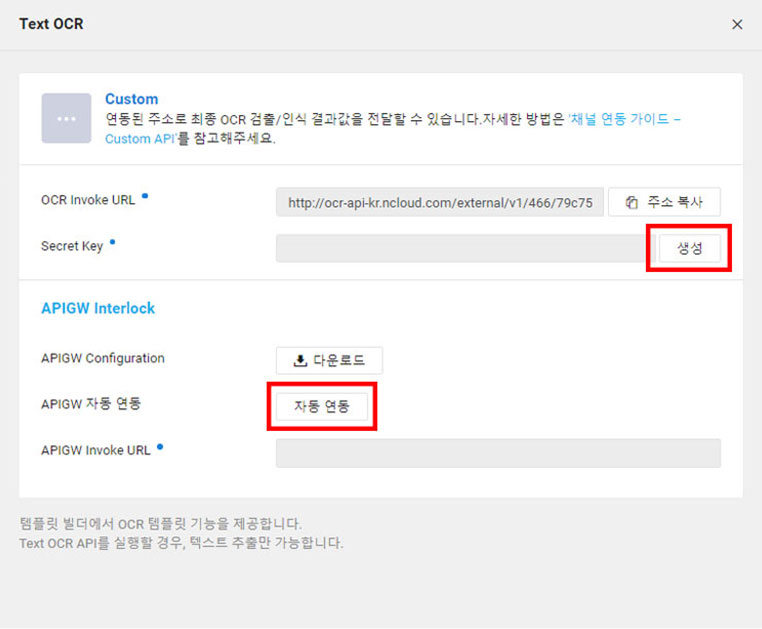 Text OCR
Custom
연동된 주소로 최종 OCR 검출/인식 결과값을 전달할 수 있습니다.자세한 방법은 '채널 연동 가이드 –
Custom API'를 참고해주세요.
OCR Invoke URL
http://ocr-api-kr.ncloud.com/external/v1/466/79c75
주소 복사
Secret Key
생성
APIGW Interlock
APIGW Configuration
다운로드
APIGW 자동 연동
자동 연동
APIGW Invoke URL
템플릿 빌더에서 OCR 템플릿 기능을 제공합니다.
Text OCR API를 실행할 경우, 텍스트 추출만 가능합니다.